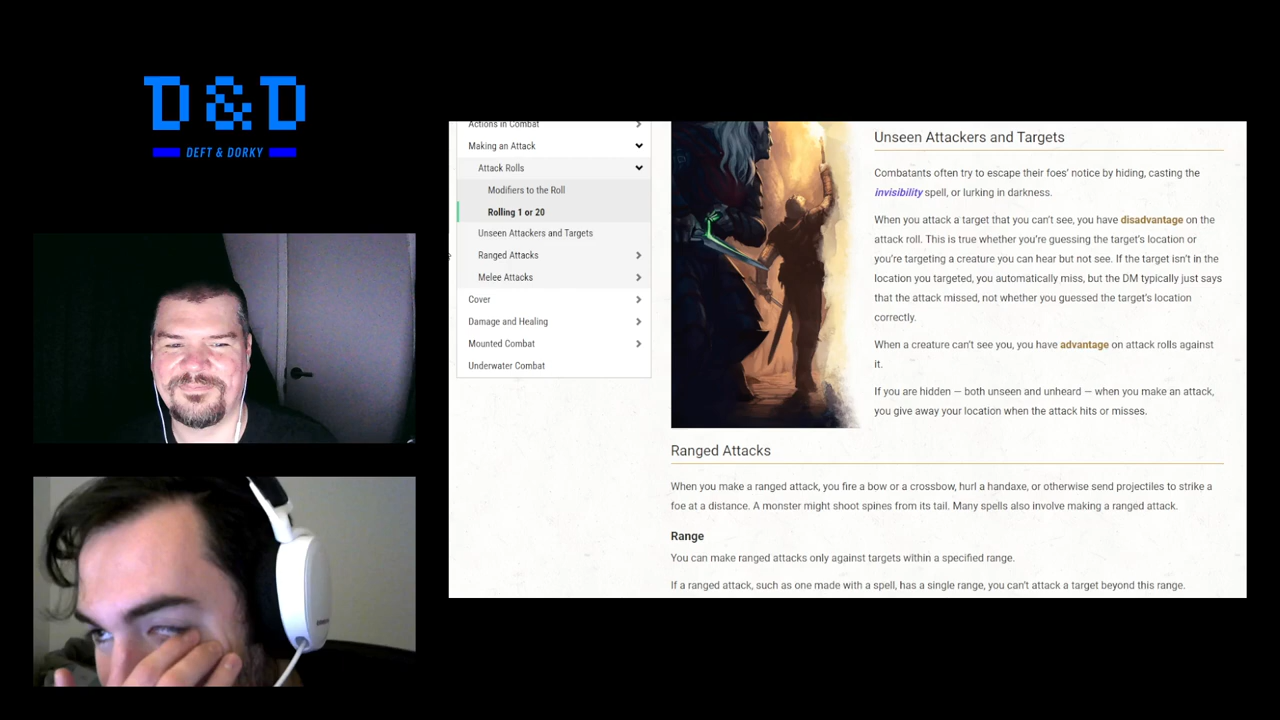 D&D
DEFT & DORKY
Actions in Combat
Making an Attack
Attack Rolls
Modifiers to the Roll
Rolling 1 or 20
Unseen Attackers and Targets
Ranged Attacks
Melee Attacks
Cover
Damage and Healing
Mounted Combat
Underwater Combat
Unseen Attackers and Targets
Combatants often try to escape their foes’ notice by hiding, casting the
invisibility spell, or lurking in darkness.
When you attack a target that you can’t see, you have disadvantage on the
attack roll. This is true whether you’re guessing the target’s location or
you’re targeting a creature you can hear but not see. If the target isn’t in the
location you targeted, you automatically miss, but the DM typically just says
that the attack missed, not whether you guessed the target’s location
correctly.
When a creature can’t see you, you have advantage on attack rolls against
it.
If you are hidden — both unseen and unheard — when you make an attack,
you give away your location when the attack hits or misses.
Ranged Attacks
When you make a ranged attack, you fire a bow or a crossbow, hurl a handaxe, or otherwise send projectiles to strike a
foe at a distance. A monster might shoot spines from its tail. Many spells also involve making a ranged attack.
Range
You can make ranged attacks only against targets within a specified range.
If a ranged attack, such as one made with a spell, has a single range, you can’t attack a target beyond this range.